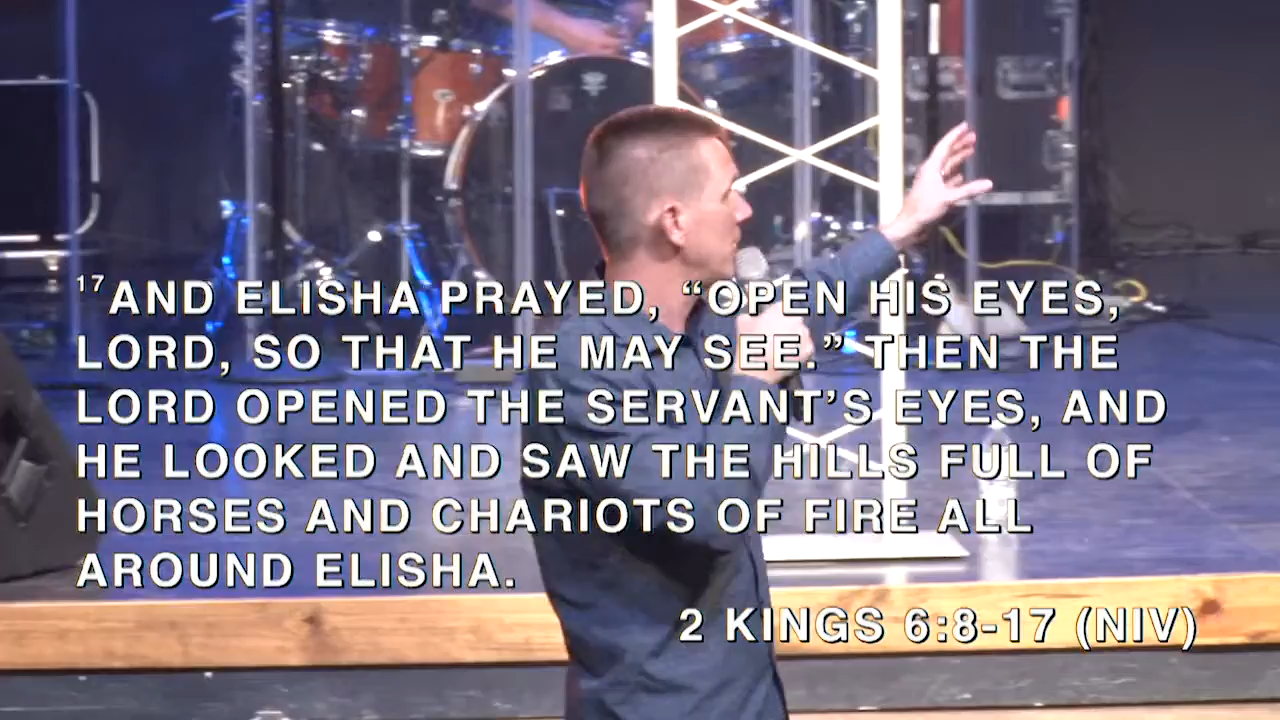 17AND ELISHA PRAYED, “OPEN HIS EYES,
LORD, SO THAT HE MAY SEE.” THEN THE
LORD OPENED THE SERVANT’S EYES, AND
HE LOOKED AND SAW THE HILLS FULL OF
HORSES AND CHARIOTS OF FIRE ALL
AROUND ELISHA.
2 KINGS 6:8-17 (NIV)